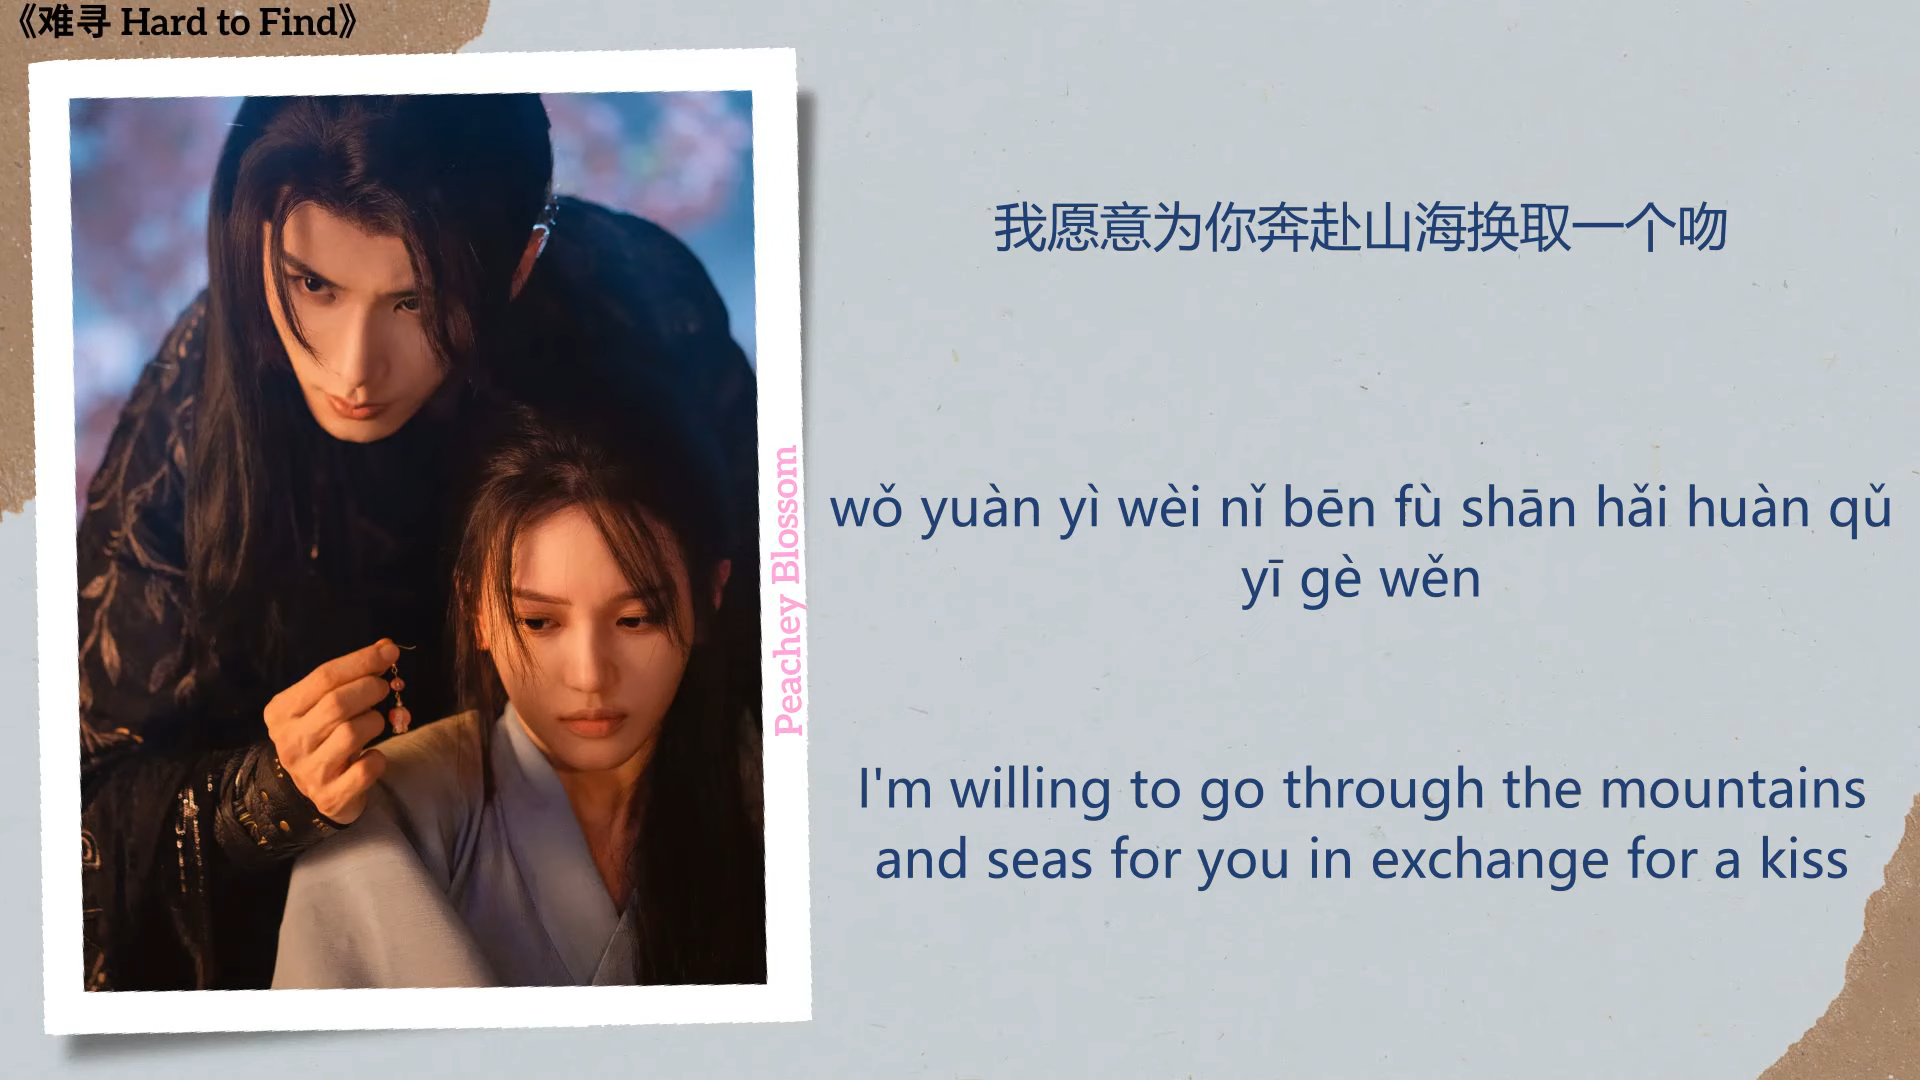 《难寻 Hard to Find》
我愿意为你奔赴山海换取一个吻
wǒ yuàn yì wèi nǐ bēn fù shān hǎi huàn qǔ
yī gè wěn
I'm willing to go through the mountains
and seas for you in exchange for a kiss
Peachey Blossom